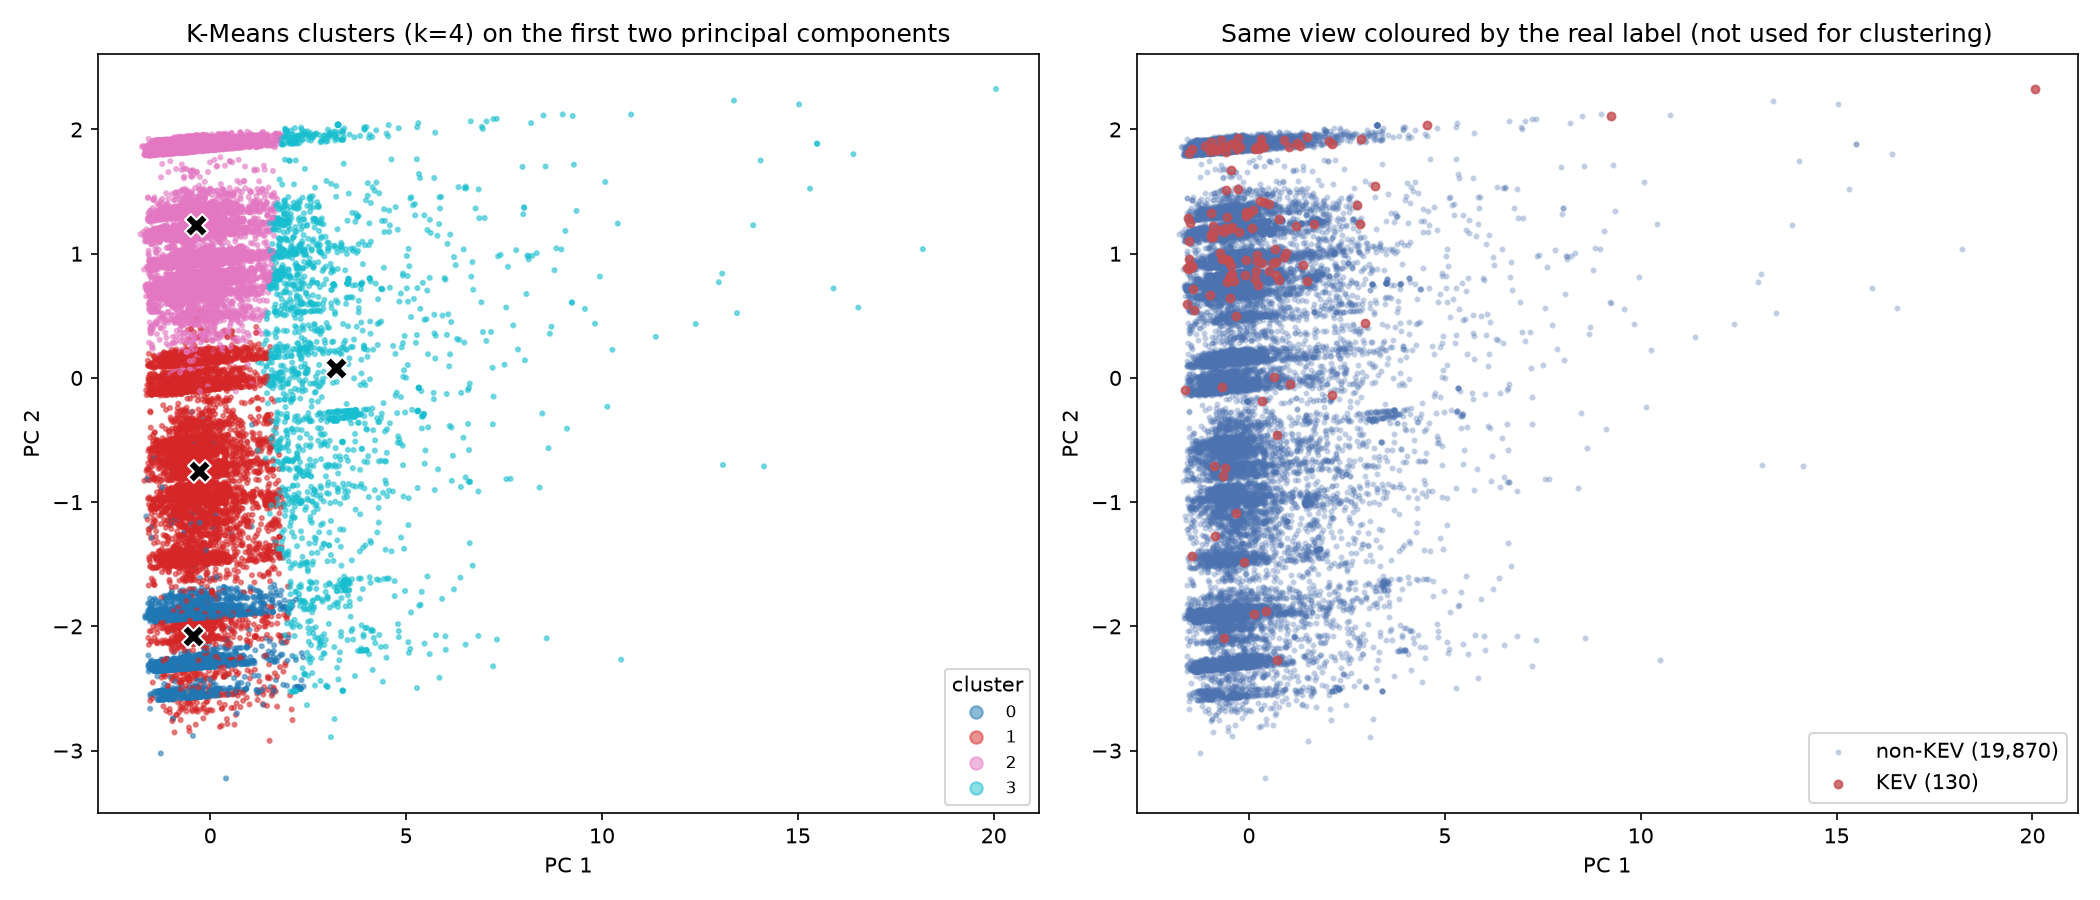 K-Means clusters (k=4) on the first two principal components
2
1
0
−1
−2
−3
PC 2
0
5
10
15
20
PC 1
cluster
0
1
2
3
Same view coloured by the real label (not used for clustering)
2
1
0
−1
−2
−3
PC 2
0
5
10
15
20
PC 1
non-KEV (19,870)
KEV (130)